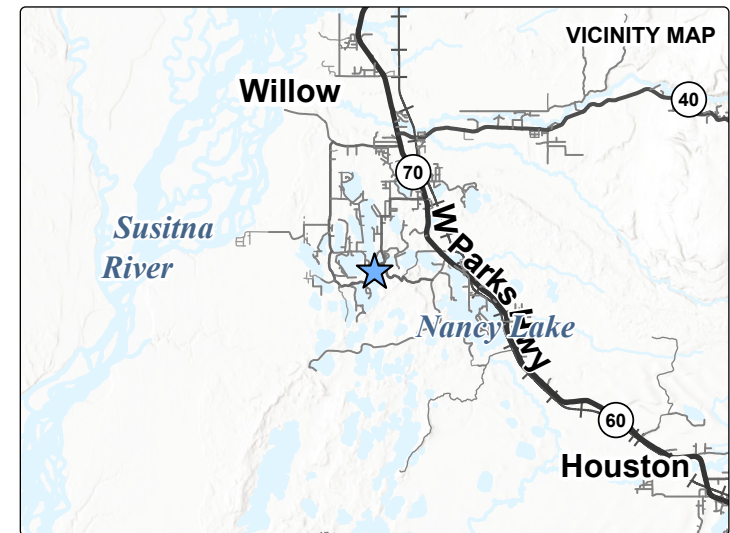 VICINITY MAP
Willow
40
70
Susitna
River
W Parks Hwy
Nancy Lake
60
Houston